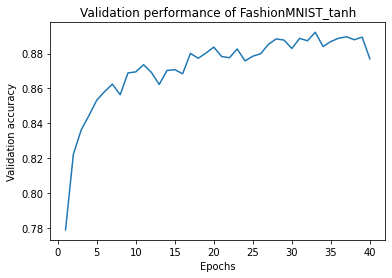 Validation performance of FashionMNIST_tanh
0.88
0.86
0.84
0.82
0.80
0.78
Validation accuracy
0 5 10 15 20 25 30 35 40
Epochs